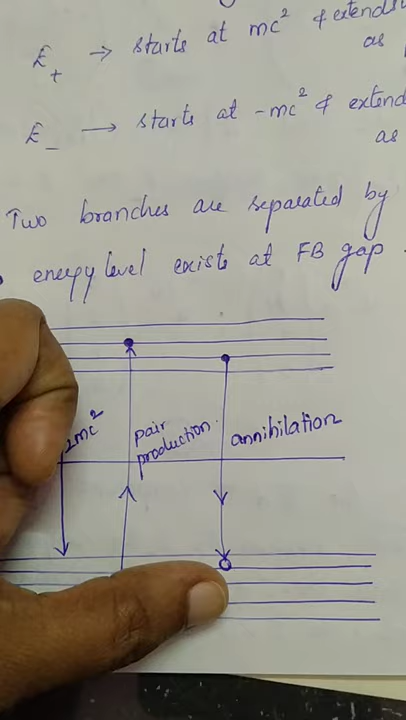 E₊ → starts at mc² & extends
as
E₋ → starts at -mc² & extend
as
Two branches are separated by
energy level exists at FB gap.
2mc²
pair
production.
annihilation